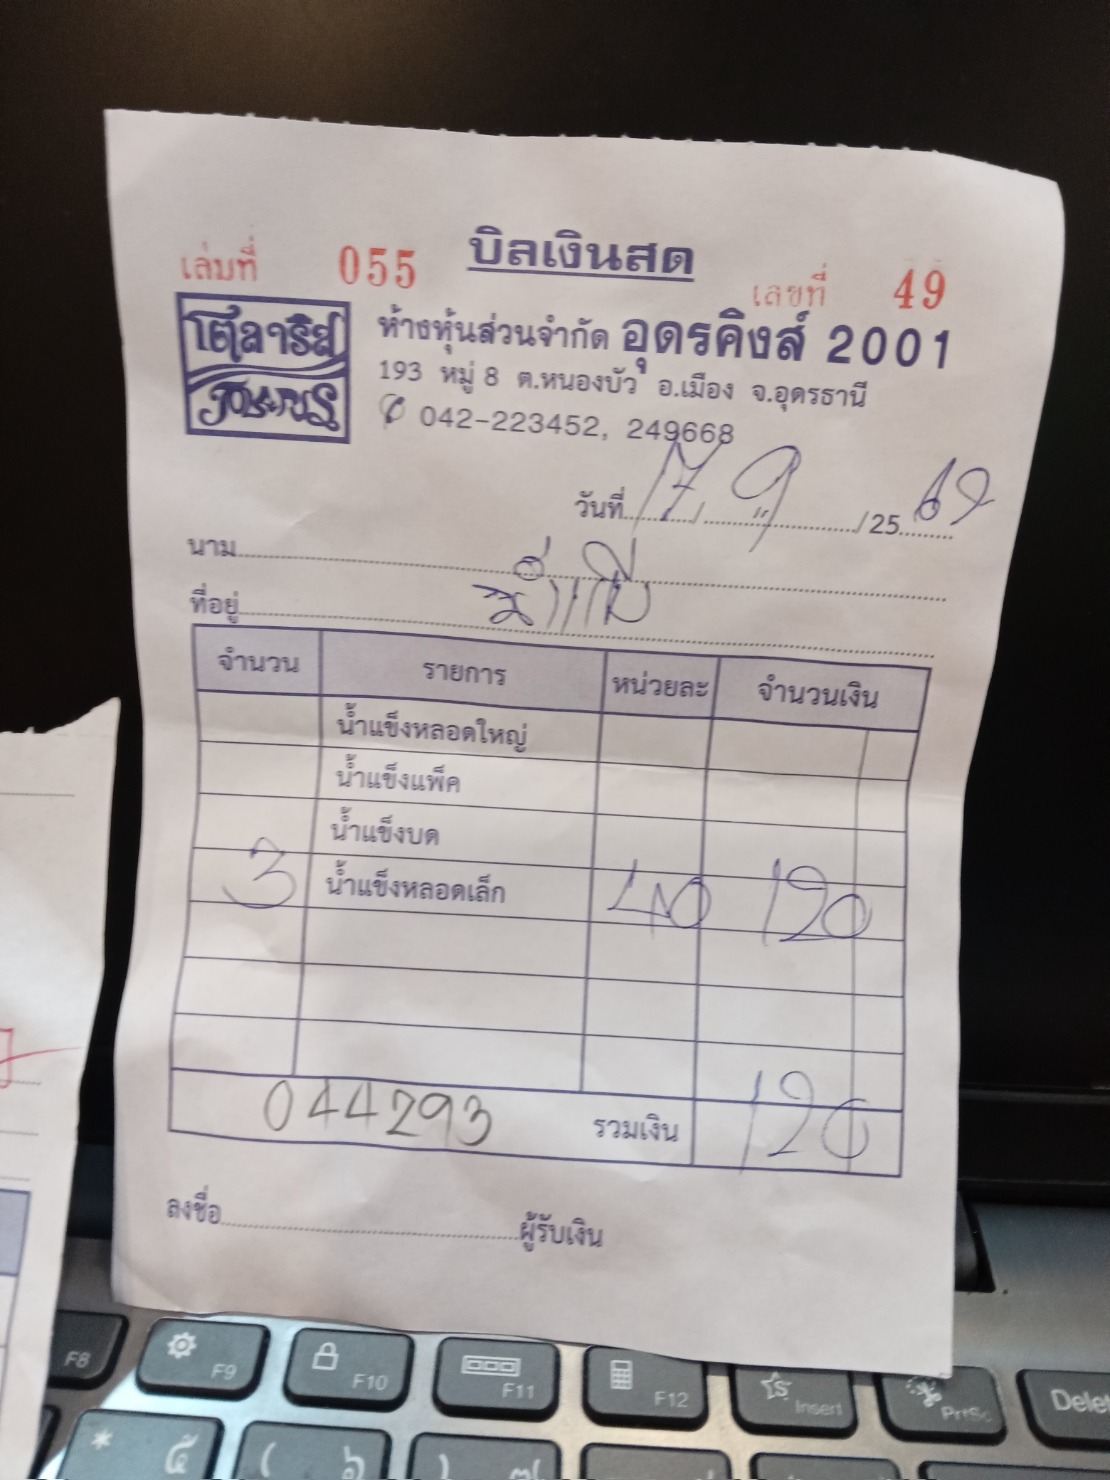 บิลเงินสด
เล่มที่ 055 เลขที่ 49
ห้างหุ้นส่วนจำกัด อุดรคิงส์ 2001
193 หมู่ 8 ต.หนองบัว อ.เมือง จ.อุดรธานี
042-223452, 249668
วันที่ 17 / 9 / 25 69
นาม
ที่อยู่
จำนวน รายการ หน่วยละ จำนวนเงิน
น้ำแข็งหลอดใหญ่
น้ำแข็งแพ็ค
น้ำแข็งบด
3 น้ำแข็งหลอดเล็ก 40 120
044293 รวมเงิน 120
ลงชื่อ ผู้รับเงิน
F8 F9 F10 F11 F12 Insert PrtSc Delet